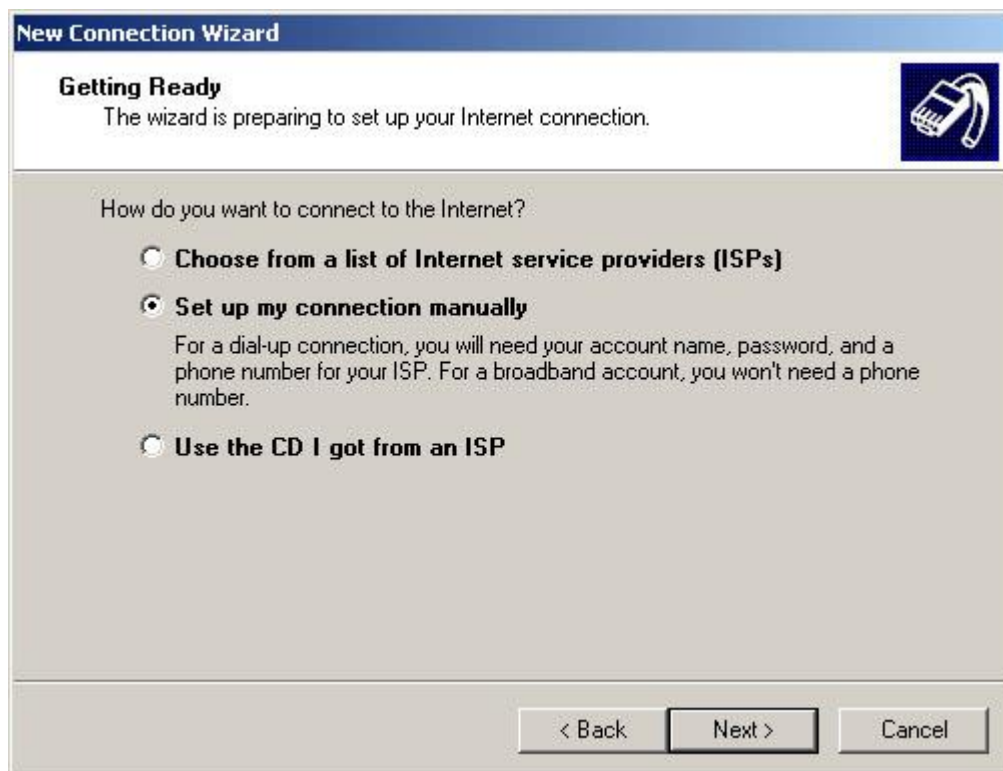 New Connection Wizard
Getting Ready
The wizard is preparing to set up your Internet connection.
How do you want to connect to the Internet?
Choose from a list of Internet service providers (ISPs)
Set up my connection manually
For a dial-up connection, you will need your account name, password, and a
phone number for your ISP. For a broadband account, you won't need a phone
number.
Use the CD I got from an ISP
< Back Next > Cancel